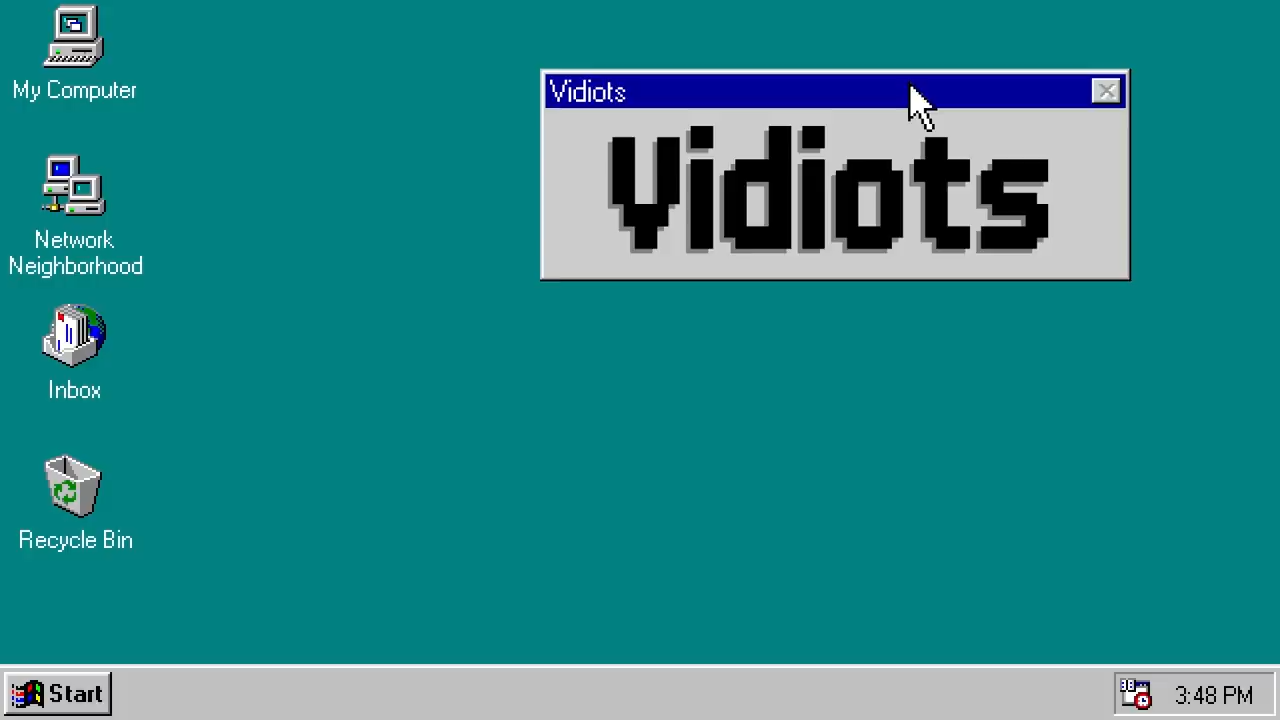 My Computer
Network
Neighborhood
Inbox
Recycle Bin
Vidiots
Vidiots
Start
3:48 PM